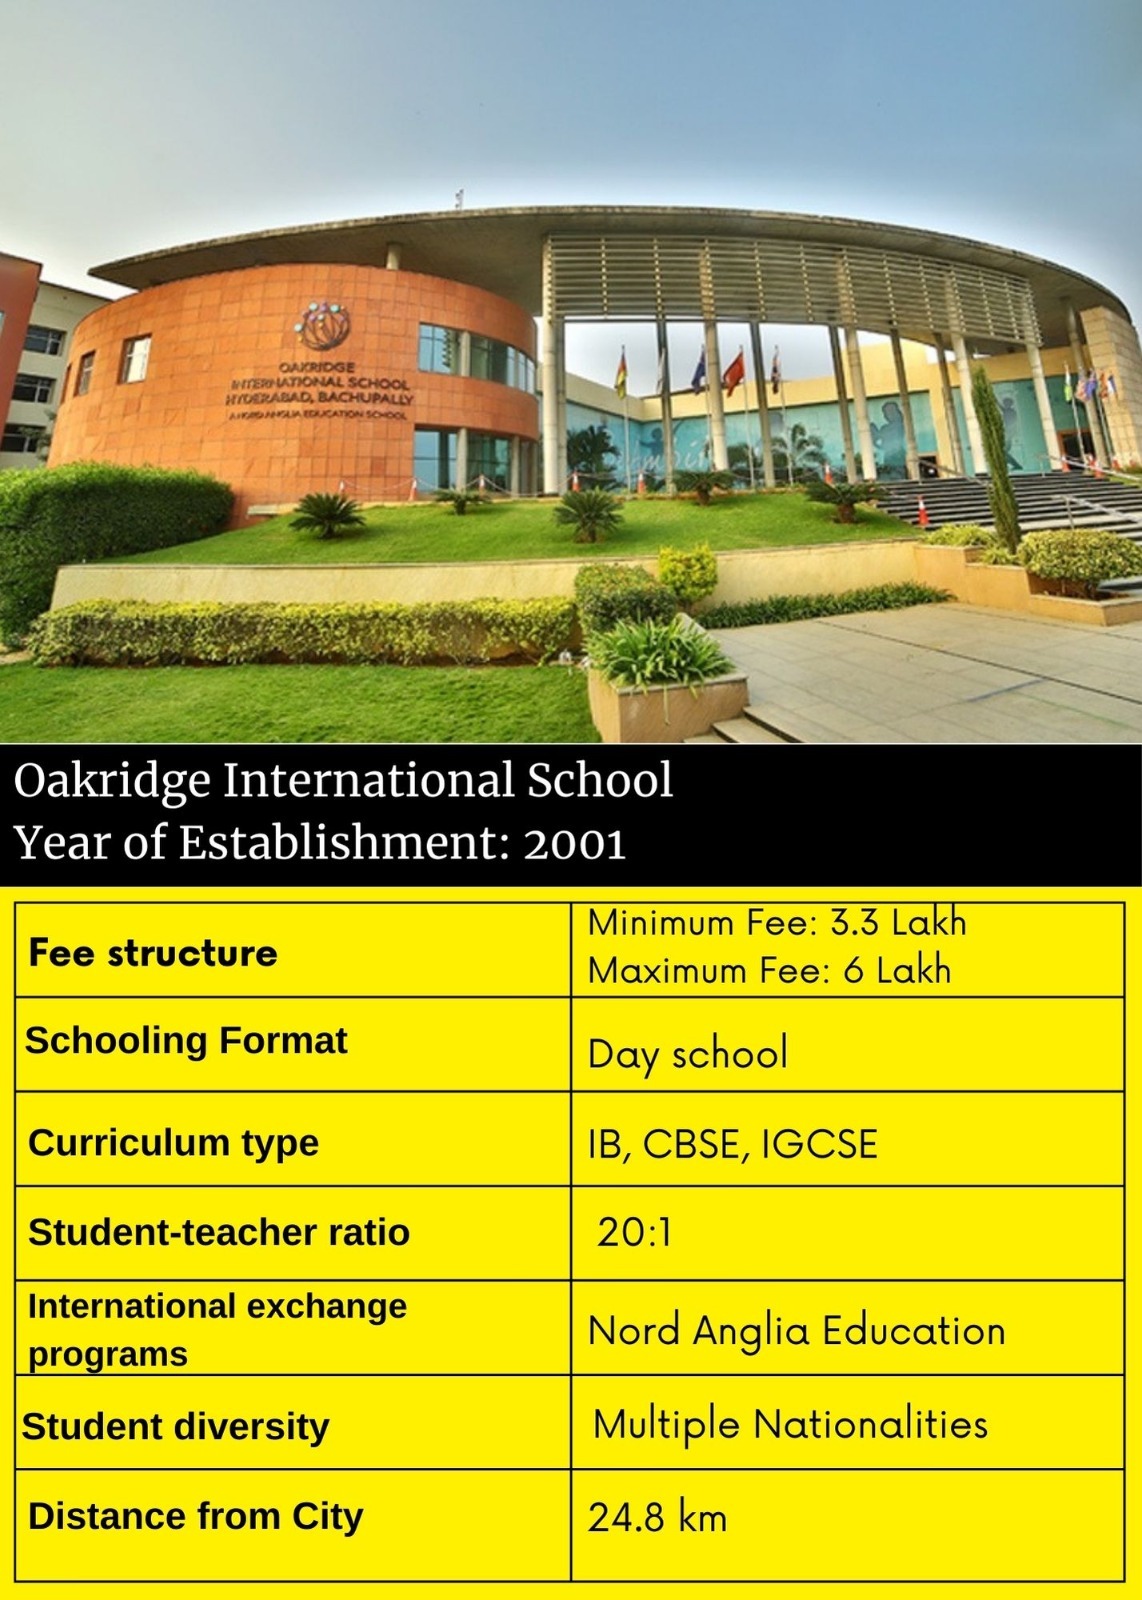 OAKRIDGE
INTERNATIONAL SCHOOL
HYDERABAD, BACHUPALLY
A NORD ANGLIA EDUCATION SCHOOL
Oakridge International School
Year of Establishment: 2001
Fee structure
Minimum Fee: 3.3 Lakh
Maximum Fee: 6 Lakh
Schooling Format
Day school
Curriculum type
IB, CBSE, IGCSE
Student-teacher ratio
20:1
International exchange
programs
Nord Anglia Education
Student diversity
Multiple Nationalities
Distance from City
24.8 km